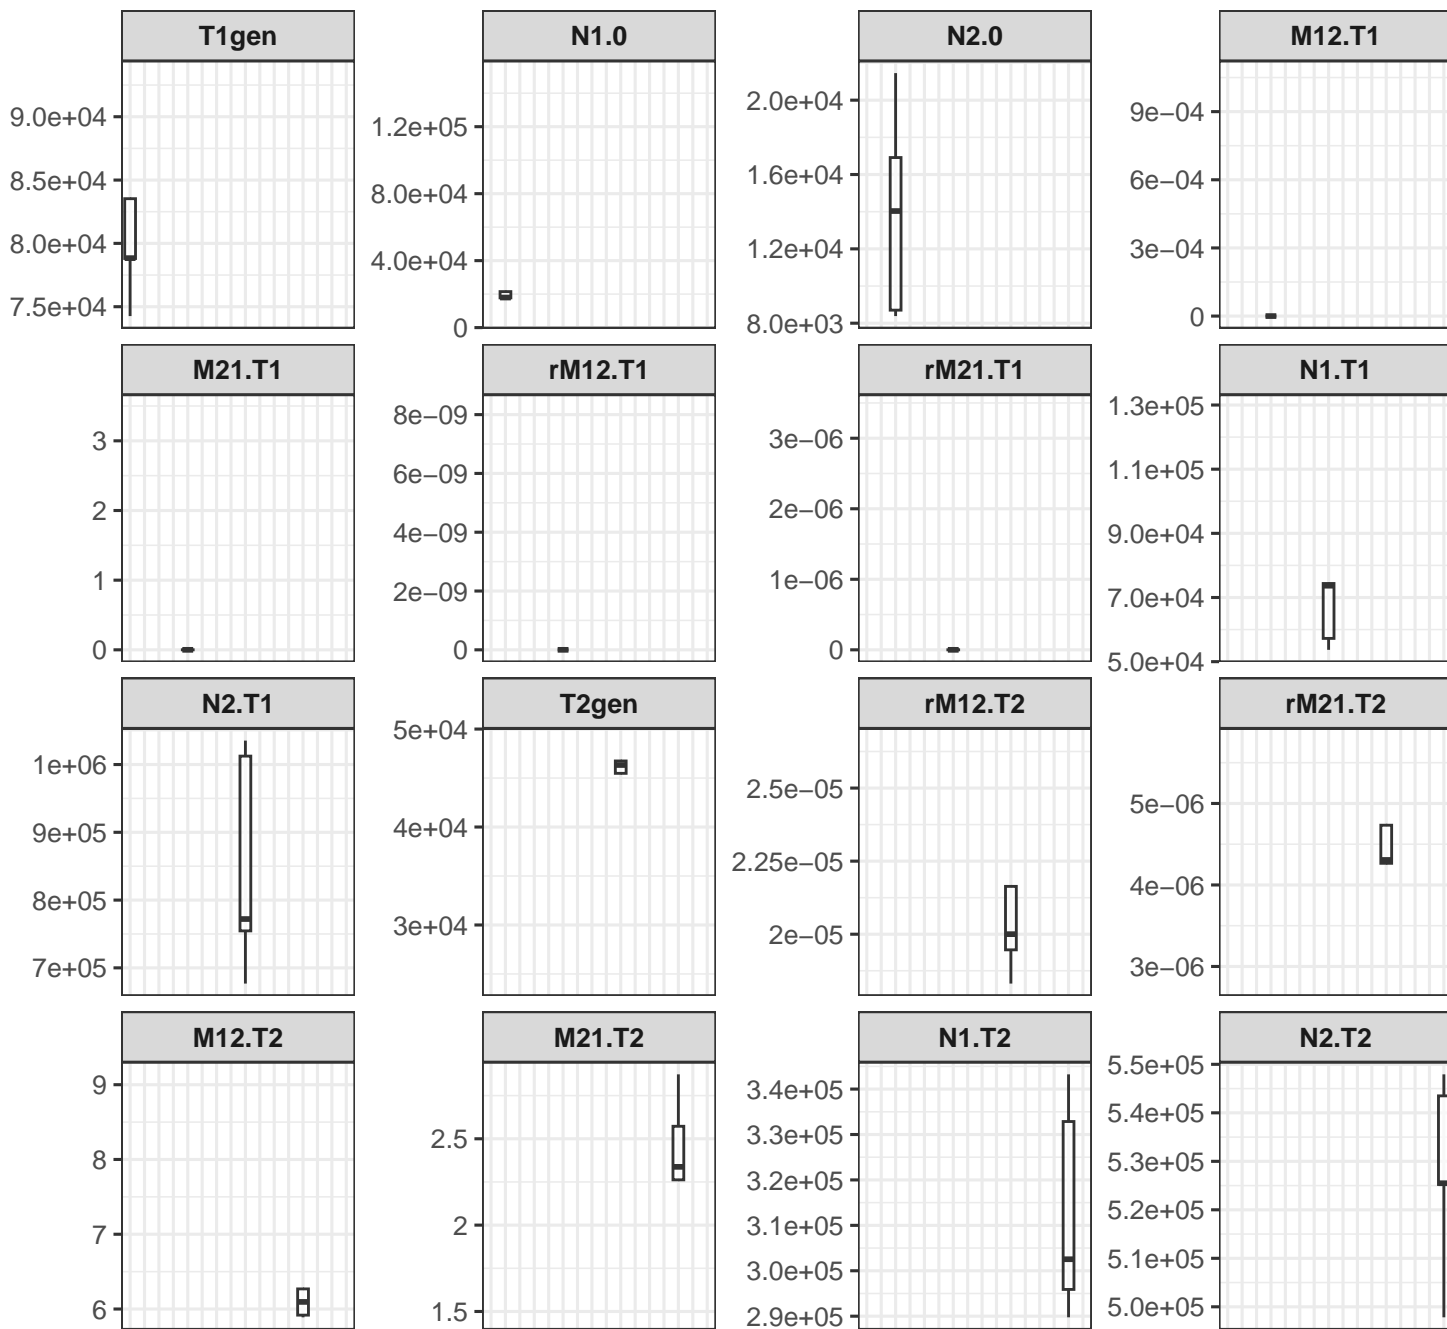 T1gen N1.0 N2.0 M12.T1
9.0e+04
8.5e+04
8.0e+04
7.5e+04
1.2e+05
8.0e+04
4.0e+04
0
2.0e+04
1.6e+04
1.2e+04
8.0e+03
9e−04
6e−04
3e−04
0
M21.T1 rM12.T1 rM21.T1 N1.T1
3
2
1
0
8e−09
6e−09
4e−09
2e−09
0
3e−06
2e−06
1e−06
0
1.3e+05
1.1e+05
9.0e+04
7.0e+04
5.0e+04
N2.T1 T2gen rM12.T2 rM21.T2
1e+06
9e+05
8e+05
7e+05
5e+04
4e+04
3e+04
2.5e−05
2.25e−05
2e−05
5e−06
4e−06
3e−06
M12.T2 M21.T2 N1.T2 N2.T2
9
8
7
6
2.5
2
1.5
3.4e+05
3.3e+05
3.2e+05
3.1e+05
3.0e+05
2.9e+05
5.5e+05
5.4e+05
5.3e+05
5.2e+05
5.1e+05
5.0e+05